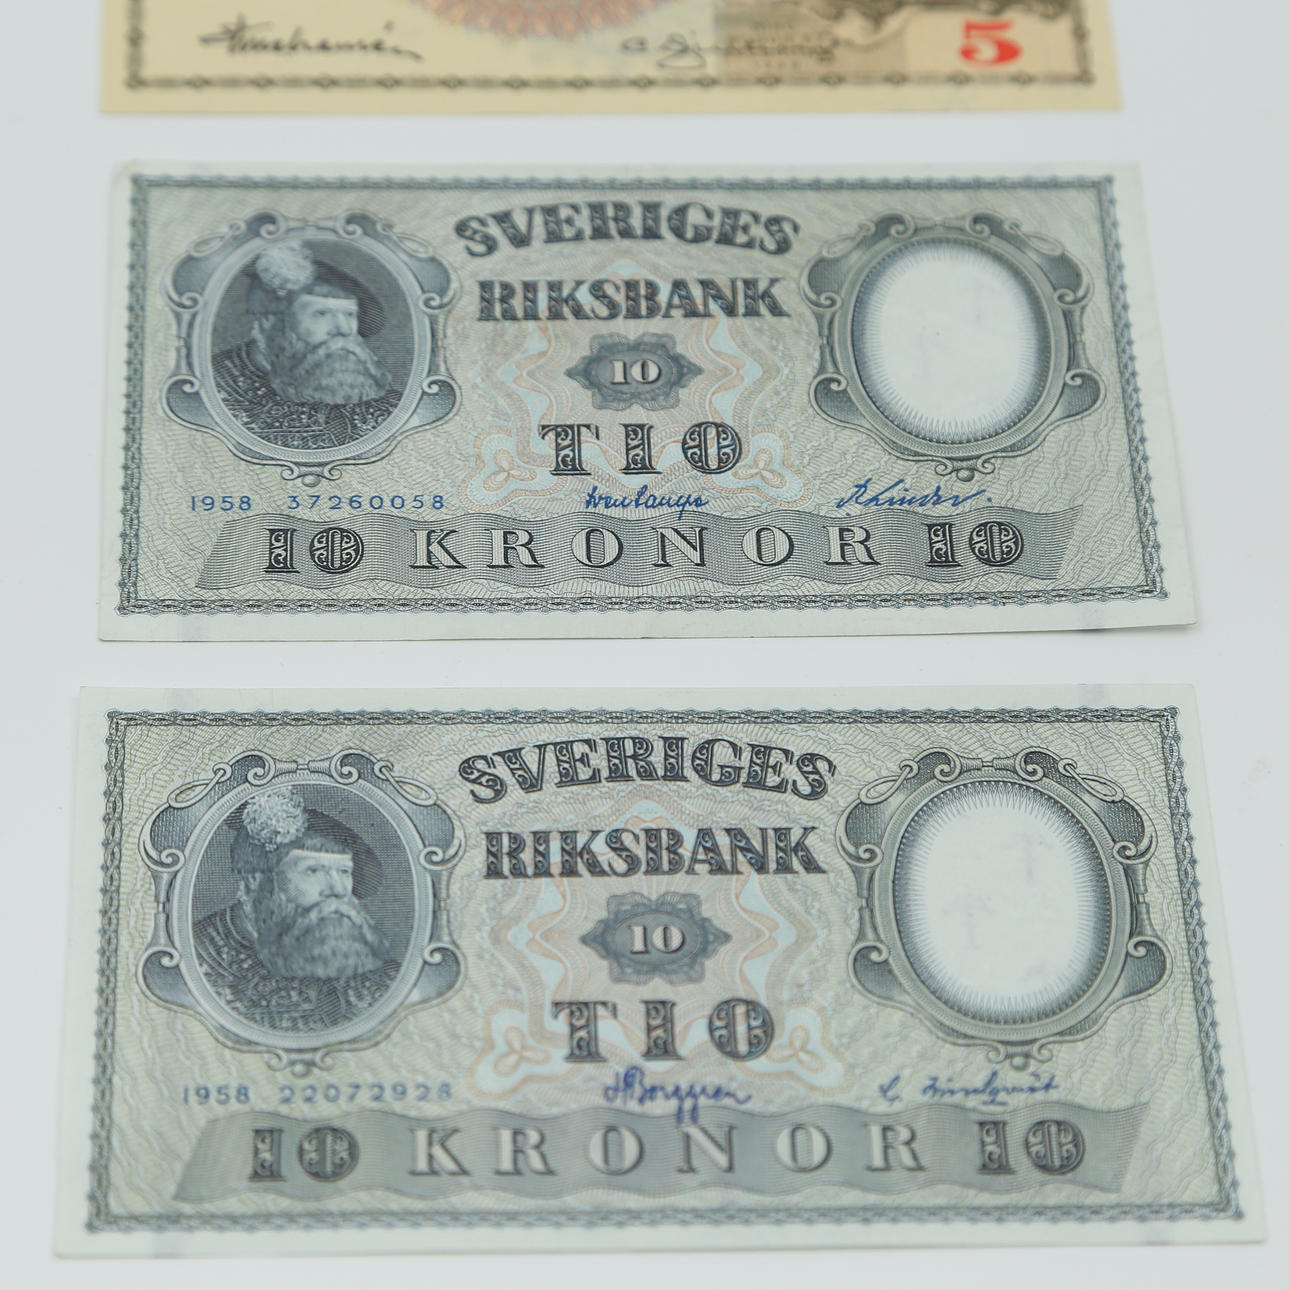 5
SVERIGES
RIKSBANK
10
TIO
1958 37260058
10 KRONOR 10
SVERIGES
RIKSBANK
10
TIO
1958 22072928
10 KRONOR 10